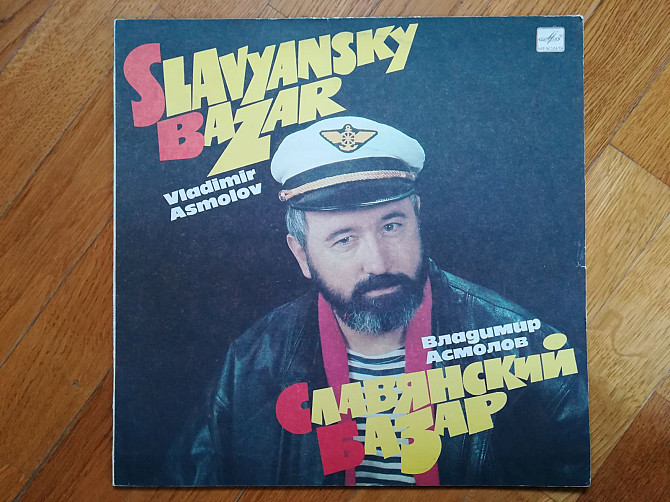 SLAVYANSKY
BAZAR
Vladimir
Asmolov
Владимир
Асмолов
СЛАВЯНСКИЙ
БАЗАР